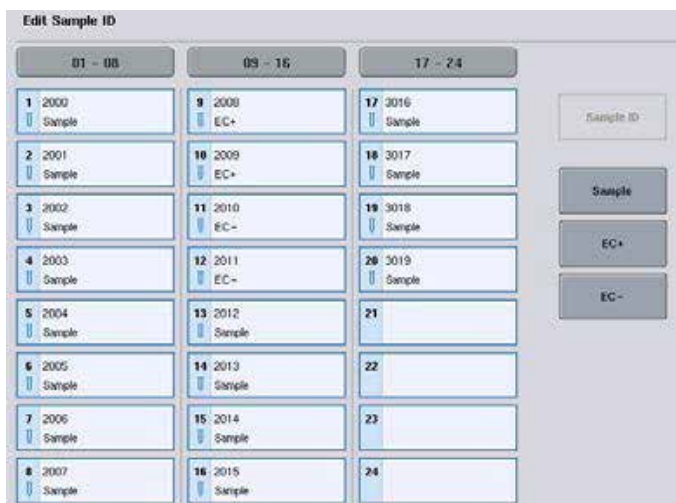 Edit Sample ID
01 - 08
09 - 16
17 - 24
1 2000
Sample
2 2001
Sample
3 2002
Sample
4 2003
Sample
5 2004
Sample
6 2005
Sample
7 2006
Sample
8 2007
Sample
9 2008
EC+
10 2009
EC+
11 2010
EC-
12 2011
EC-
13 2012
Sample
14 2013
Sample
15 2014
Sample
16 2015
Sample
17 3016
Sample
18 3017
Sample
19 3018
Sample
20 3019
Sample
21
22
23
24
Sample ID
Sample
EC+
EC-